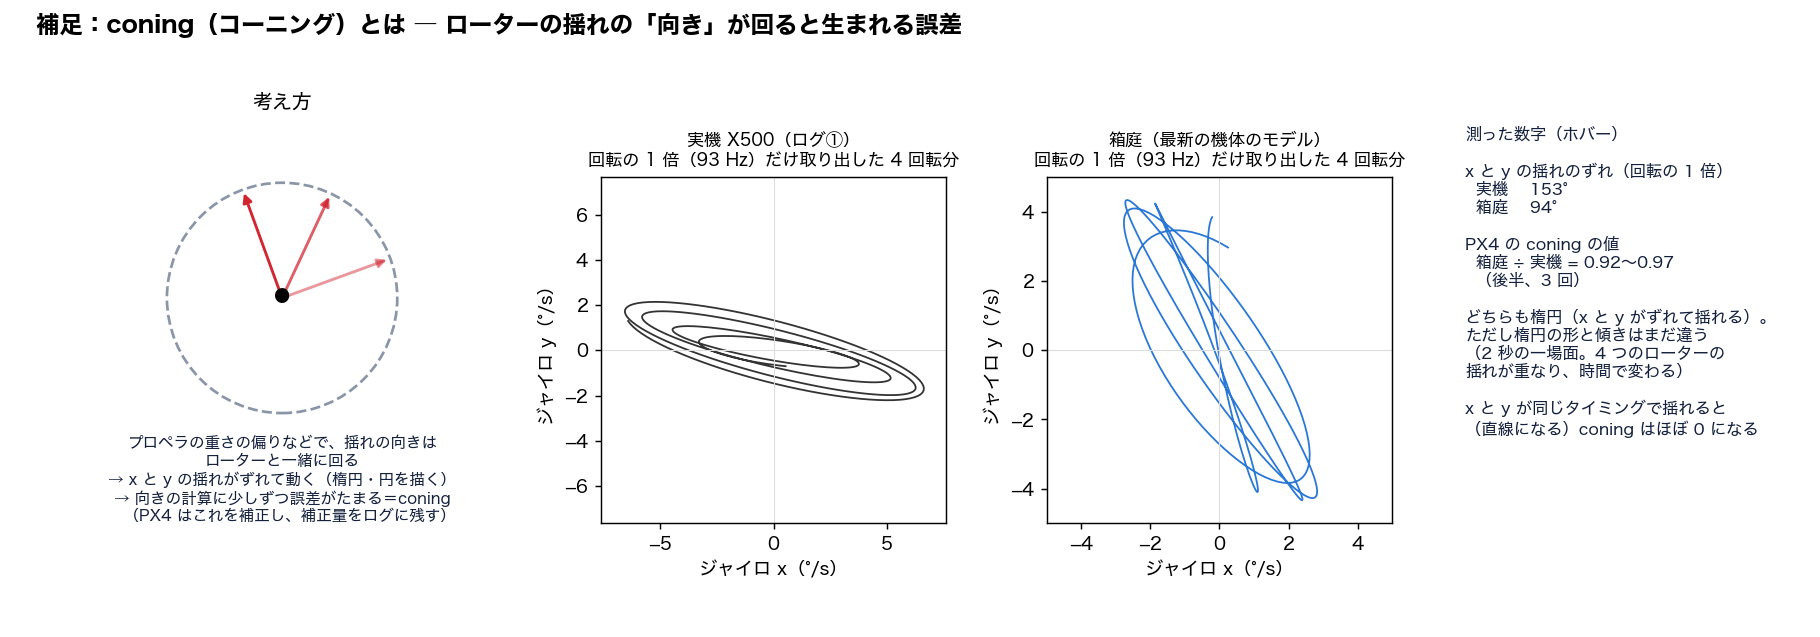 補足：coning（コーニング）とは ― ローターの揺れの「向き」が回ると生まれる誤差
考え方
プロペラの重さの偏りなどで、揺れの向きは
ローターと一緒に回る
→ x と y の揺れがずれて動く（楕円・円を描く）
→ 向きの計算に少しずつ誤差がたまる＝coning
（PX4 はこれを補正し、補正量をログに残す）
実機 X500（ログ①）
回転の 1 倍（93 Hz）だけ取り出した 4 回転分
6
4
2
0
−2
−4
−6
−5
0
5
ジャイロ y（°/s）
ジャイロ x（°/s）
箱庭（最新の機体のモデル）
回転の 1 倍（93 Hz）だけ取り出した 4 回転分
4
2
0
−2
−4
−4
−2
0
2
4
ジャイロ y（°/s）
ジャイロ x（°/s）
測った数字（ホバー）
x と y の揺れのずれ（回転の 1 倍）
実機　153°
箱庭　94°
PX4 の coning の値
箱庭 ÷ 実機 = 0.92〜0.97
（後半、3 回）
どちらも楕円（x と y がずれて揺れる）。
ただし楕円の形と傾きはまだ違う
（2 秒の一場面。4 つのローターの
揺れが重なり、時間で変わる）
x と y が同じタイミングで揺れると
（直線になる）coning はほぼ 0 になる